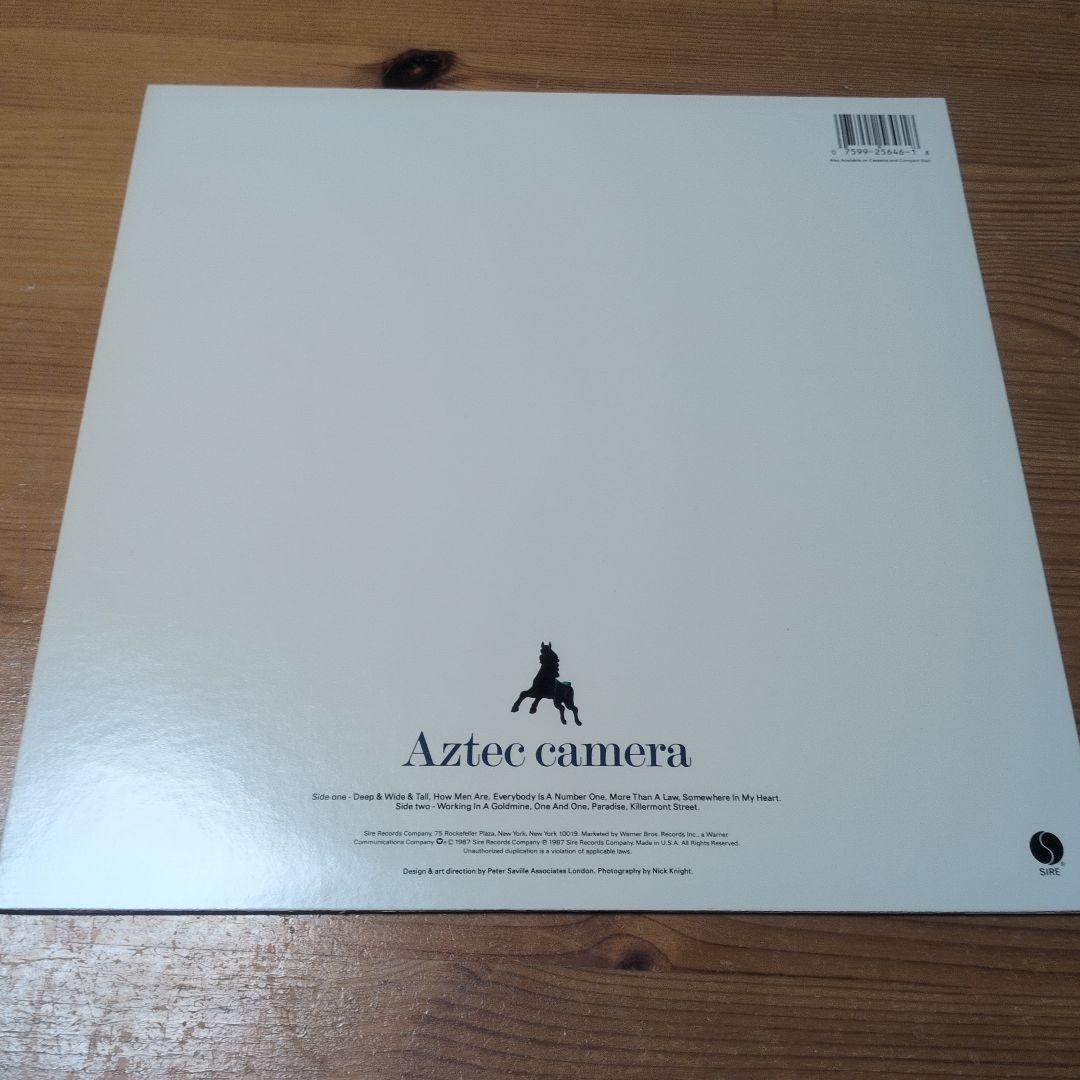 0 7599-25646-1 8
Also Available on Cassette and Compact Disc
Aztec camera
Side one - Deep & Wide & Tall, How Men Are, Everybody Is A Number One, More Than A Law, Somewhere In My Heart.
Side two - Working In A Goldmine, One And One, Paradise, Killermont Street.
Sire Records Company, 75 Rockefeller Plaza, New York, New York 10019. Marketed by Warner Bros. Records Inc., a Warner
Communications Company © 1987 Sire Records Company ℗ 1987 Sire Records Company. Made in U.S.A. All Rights Reserved.
Unauthorized duplication is a violation of applicable laws.
Design & art direction by Peter Saville Associates London. Photography by Nick Knight.
SIRE